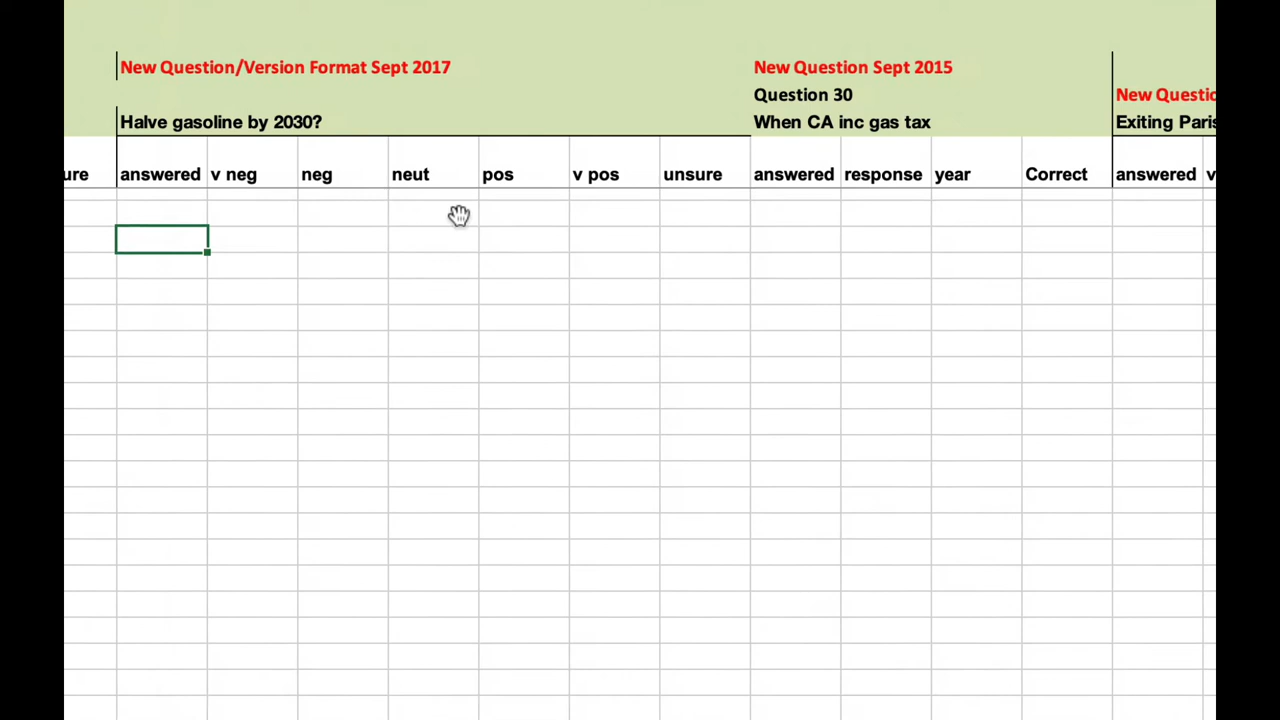 New Question/Version Format Sept 2017
New Question Sept 2015
Question 30
Halve gasoline by 2030?
When CA inc gas tax
Exiting
answered v neg neg neut pos v pos unsure answered response year Correct answered v